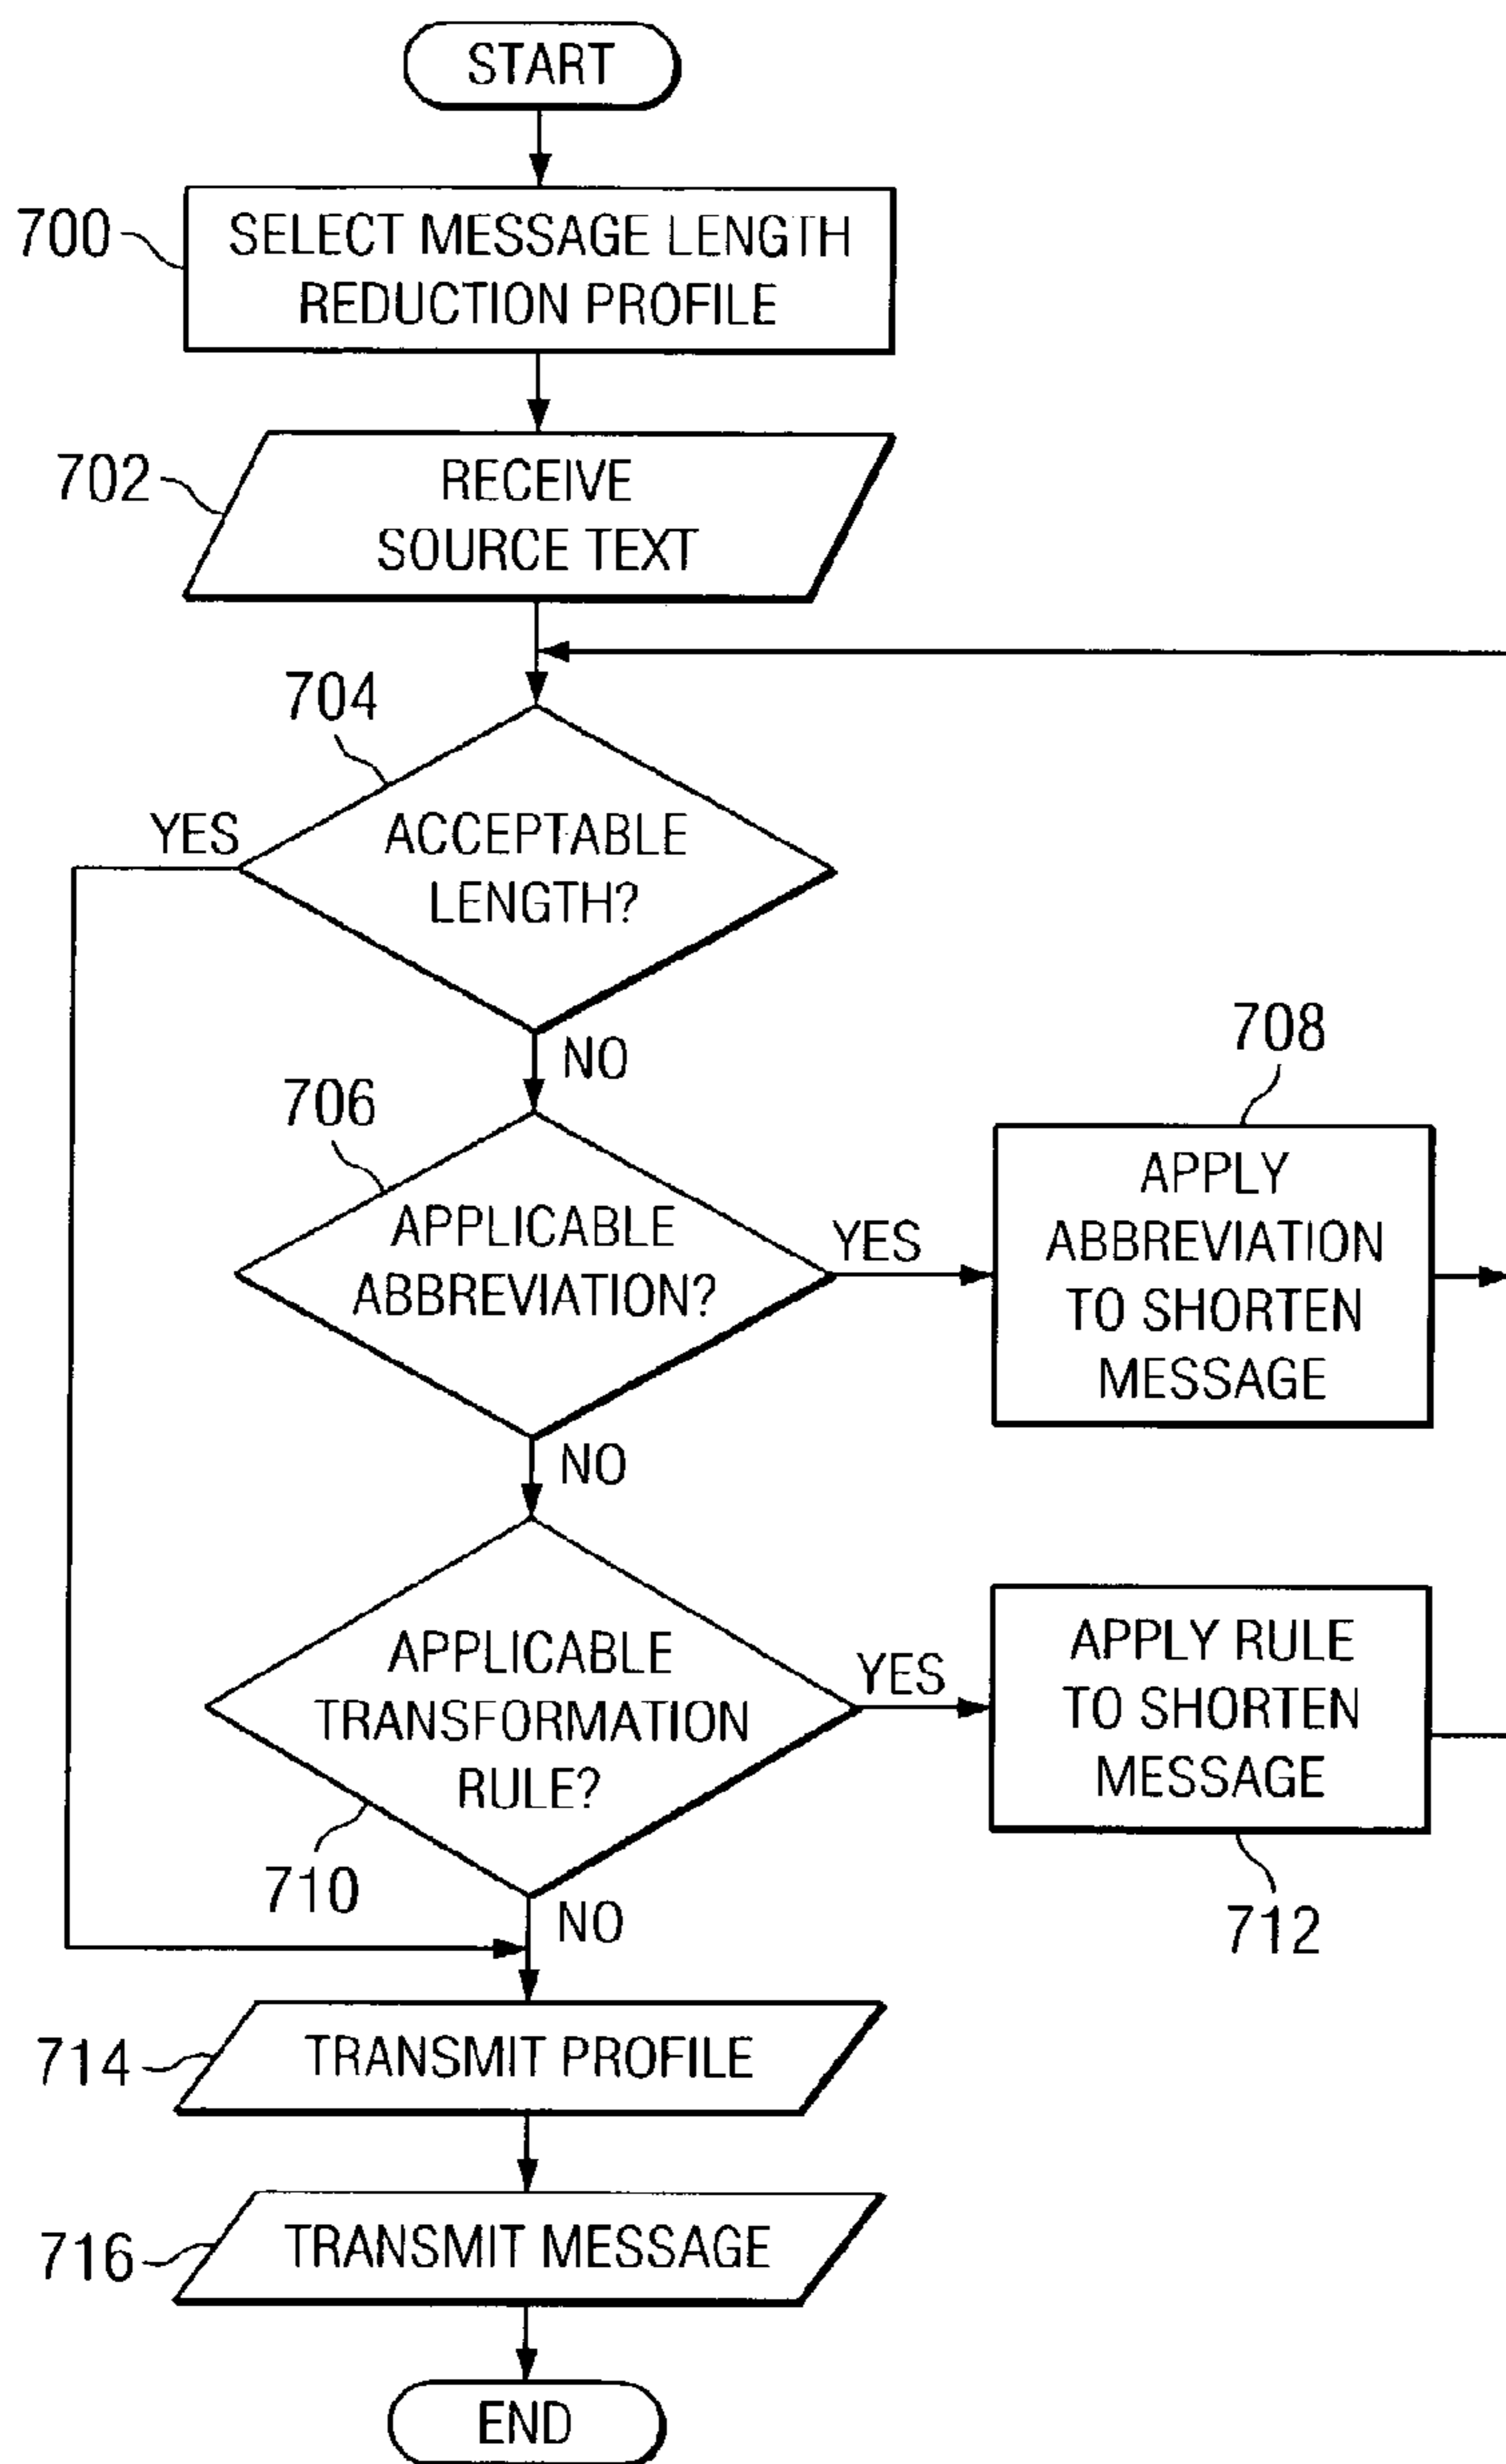 START
700
SELECT MESSAGE LENGTH
REDUCTION PROFILE
702
RECEIVE
SOURCE TEXT
704
YES
ACCEPTABLE
LENGTH?
NO
706
APPLICABLE
ABBREVIATION?
YES
708
APPLY
ABBREVIATION
TO SHORTEN
MESSAGE
NO
APPLICABLE
TRANSFORMATION
RULE?
YES
APPLY RULE
TO SHORTEN
MESSAGE
710
712
NO
714
TRANSMIT PROFILE
716
TRANSMIT MESSAGE
END